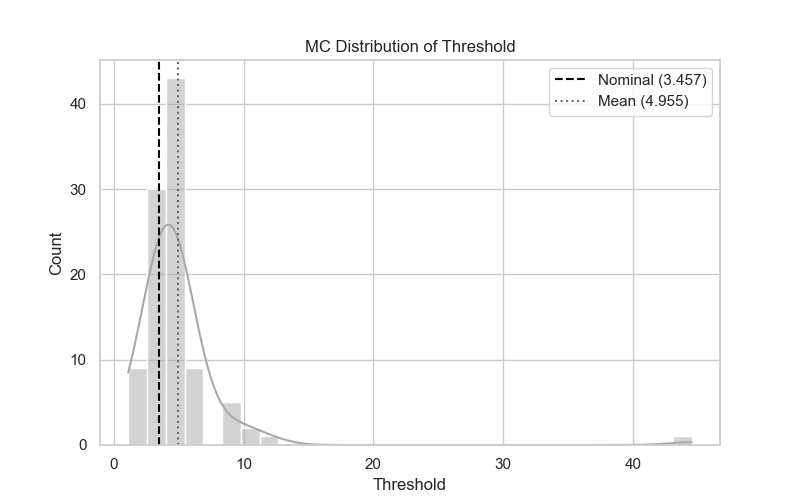 MC Distribution of Threshold
Nominal (3.457)
Mean (4.955)
Count
40
30
20
10
0
0 10 20 30 40
Threshold